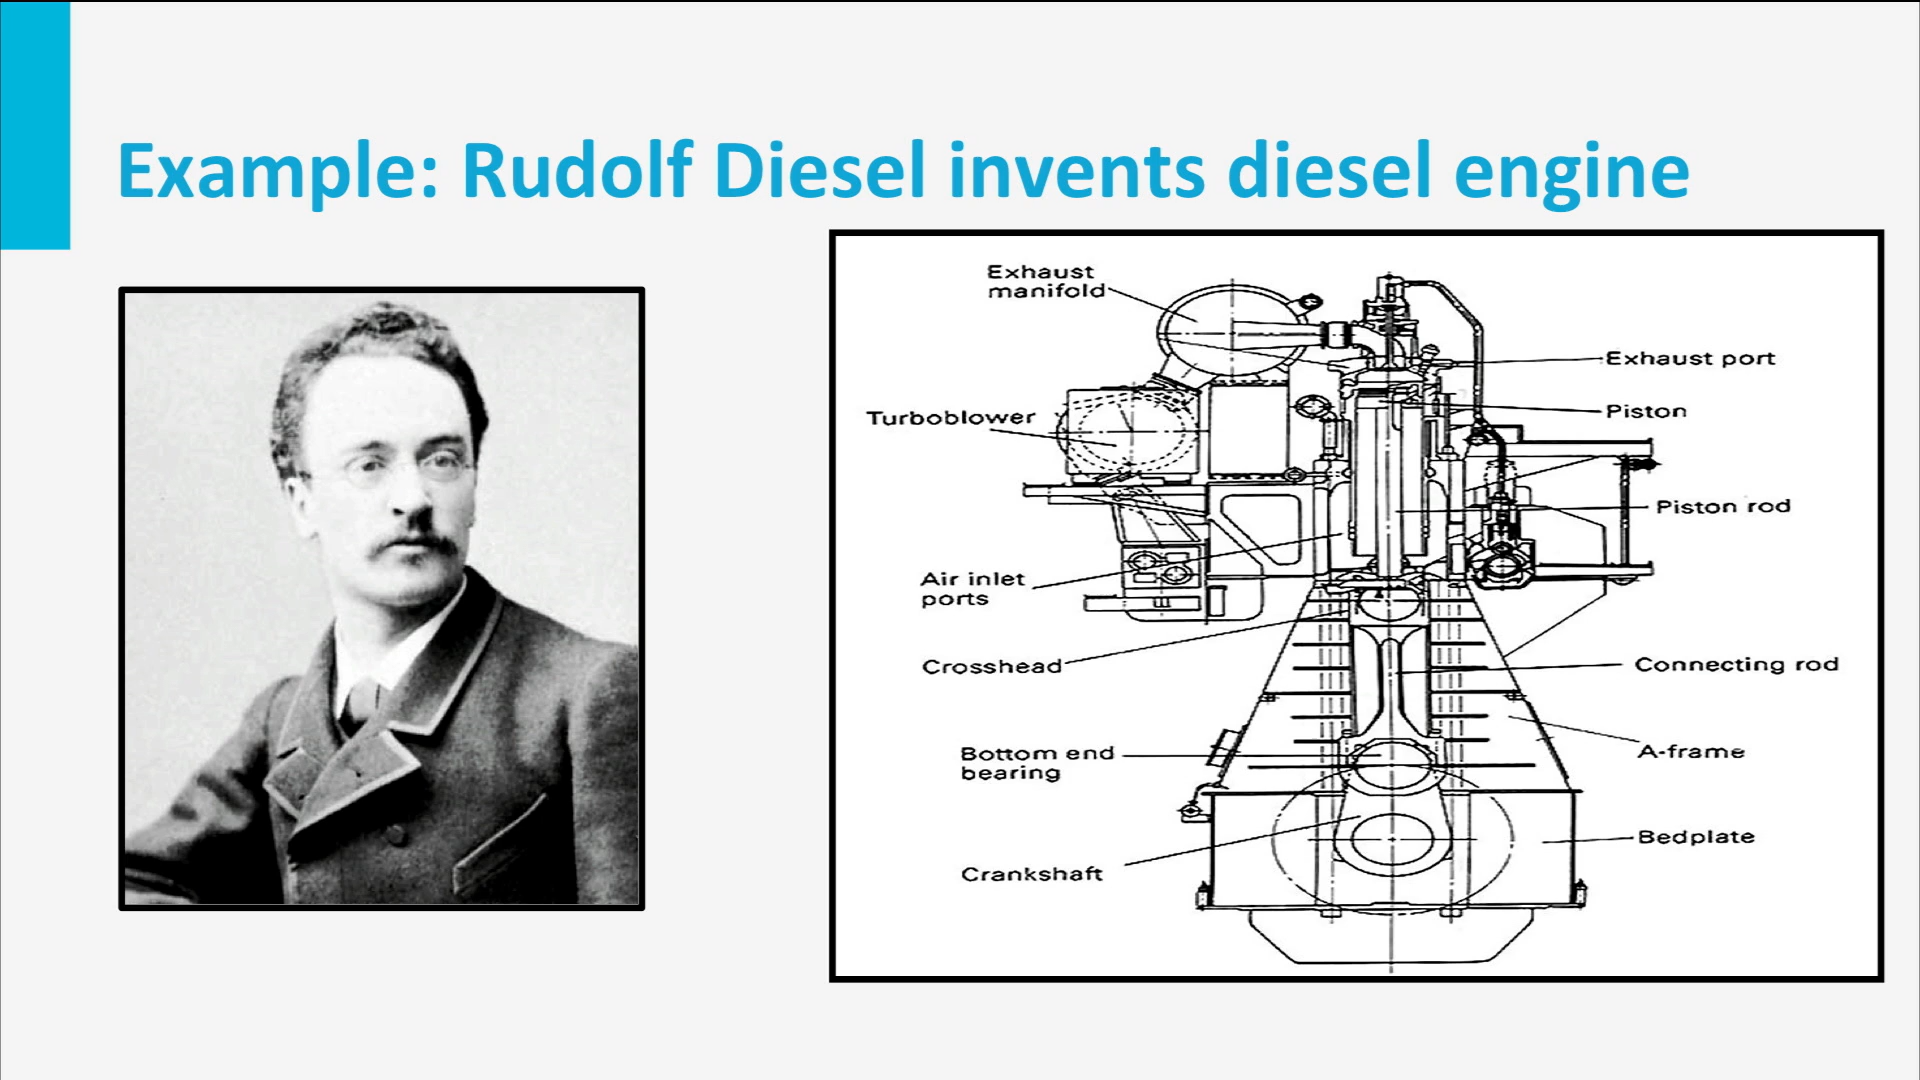 Example: Rudolf Diesel invents diesel engine
Exhaust
manifold
Exhaust port
Piston
Turboblower
Piston rod
Air inlet
ports
Crosshead
Connecting rod
Bottom end
bearing
A-frame
Bedplate
Crankshaft